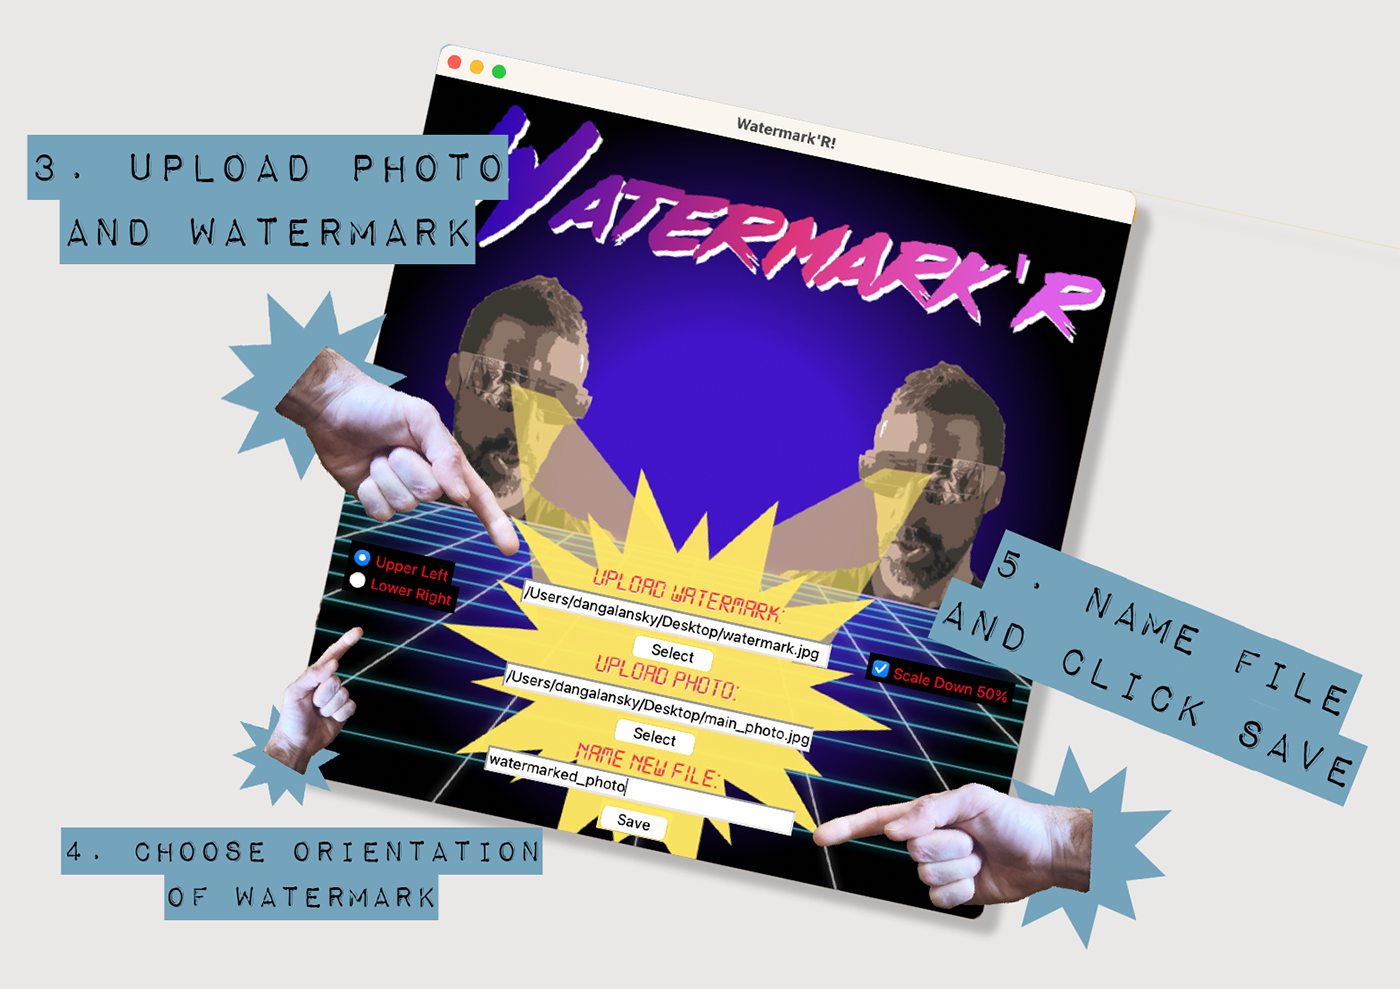 Watermark'R!
WATERMARK'R
3. UPLOAD PHOTO
AND WATERMARK
Upper Left
Lower Right
UPLOAD WATERMARK:
/Users/dangalansky/Desktop/watermark.jpg
Select
UPLOAD PHOTO:
/Users/dangalansky/Desktop/main_photo.jpg
Select
Scale Down 50%
NAME NEW FILE:
watermarked_photo
Save
5. NAME FILE
AND CLICK SAVE
4. CHOOSE ORIENTATION
OF WATERMARK